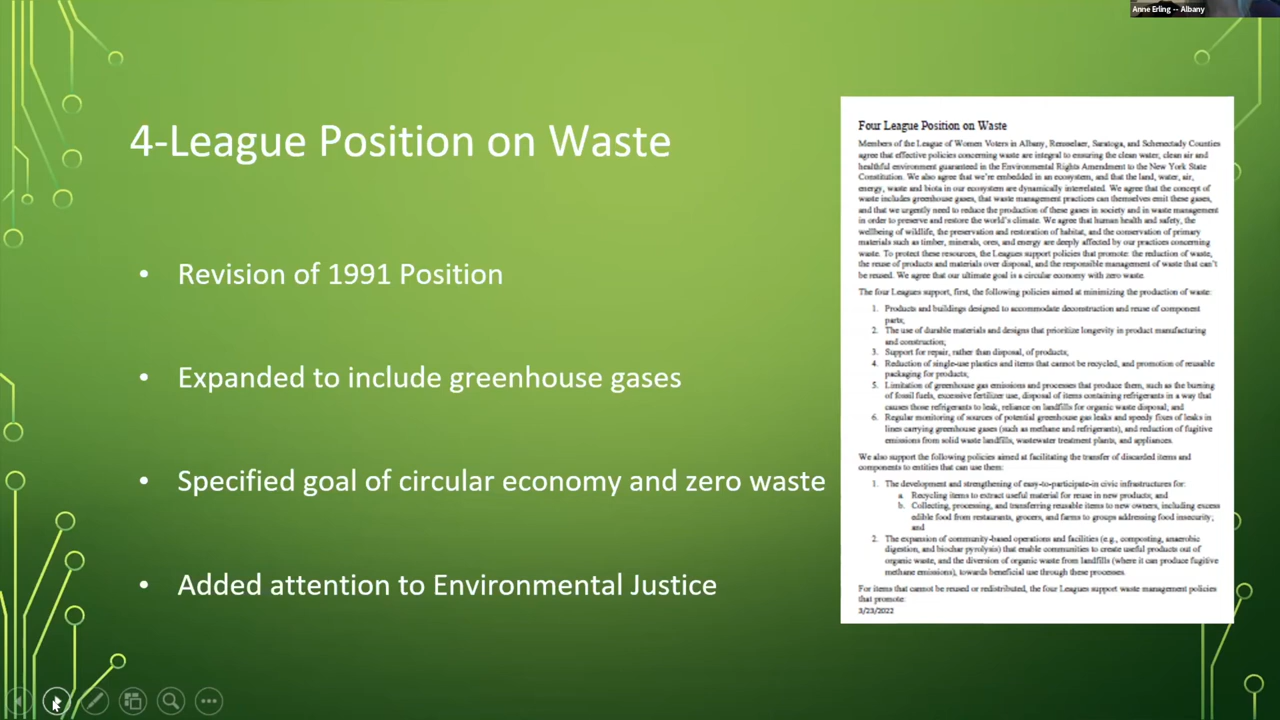 Anne Erling -- Albany
4-League Position on Waste
• Revision of 1991 Position
• Expanded to include greenhouse gases
• Specified goal of circular economy and zero waste
• Added attention to Environmental Justice
Four League Position on Waste
Members of the League of Women Voters in Albany, Rensselaer, Saratoga, and Schenectady Counties
agree that effective policies concerning waste are integral to ensuring the clean water, clean air and
healthful environment guaranteed in the Environmental Rights Amendment to the New York State
Constitution. We also agree that we're embedded in an ecosystem, and that the land, water, air,
energy, waste and biota in our ecosystem are dynamically interrelated. We agree that the concept of
waste includes greenhouse gases, that waste management practices can themselves emit these gases,
and that we urgently need to reduce the production of these gases in society and in waste management
in order to preserve and restore the world's climate. We agree that human health and safety, the
wellbeing of wildlife, the preservation and restoration of habitat, and the conservation of primary
materials such as timber, minerals, ores, and energy are deeply affected by our practices concerning
waste. To protect these resources, the Leagues support policies that promote: the reduction of waste,
the reuse of products and materials over disposal, and the responsible management of waste that can't
be reused. We agree that our ultimate goal is a circular economy with zero waste.
The four Leagues support, first, the following policies aimed at minimizing the production of waste:
1. Products and buildings designed to accommodate deconstruction and reuse of component
parts;
2. The use of durable materials and designs that prioritize longevity in product manufacturing
and construction;
3. Support for repair, rather than disposal, of products;
4. Reduction of single-use plastics and items that cannot be recycled, and promotion of reusable
packaging for products;
5. Limitation of greenhouse gas emissions and processes that produce them, such as the burning
of fossil fuels, excessive fertilizer use, disposal of items containing refrigerants in a way that
causes those refrigerants to leak, reliance on landfills for organic waste disposal, and
6. Regular monitoring of sources of potential greenhouse gas leaks and speedy fixes of leaks in
lines carrying greenhouse gases (such as methane and refrigerants), and reduction of fugitive
emissions from solid waste landfills, wastewater treatment plants, and appliances.
We also support the following policies aimed at facilitating the transfer of discarded items and
components to entities that can use them:
1. The development and strengthening of easy-to-participate-in civic infrastructures for:
a. Recycling items to extract useful material for reuse in new products; and
b. Collecting, processing, and transferring reusable items to new owners, including excess
edible food from restaurants, grocers, and farms to groups addressing food insecurity;
and
2. The expansion of community-based operations and facilities (e.g., composting, anaerobic
digestion, and biochar pyrolysis) that enable communities to create useful products out of
organic waste, and the diversion of organic waste from landfills (where it can produce fugitive
methane emissions), towards beneficial use through these processes.
For items that cannot be reused or redistributed, the four Leagues support waste management policies
that promote:
3/23/2022